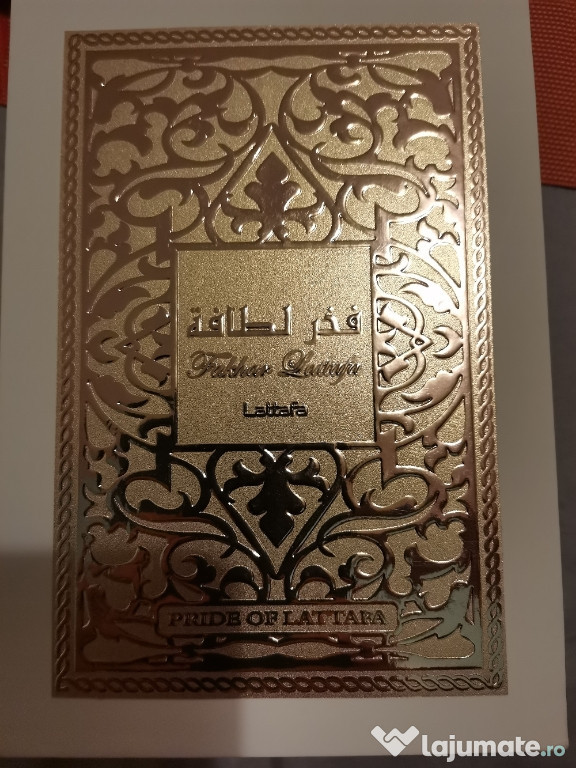 فخر لطافة
Fakhar Lattafa
Lattafa
PRIDE OF LATTAFA
lajumate.ro